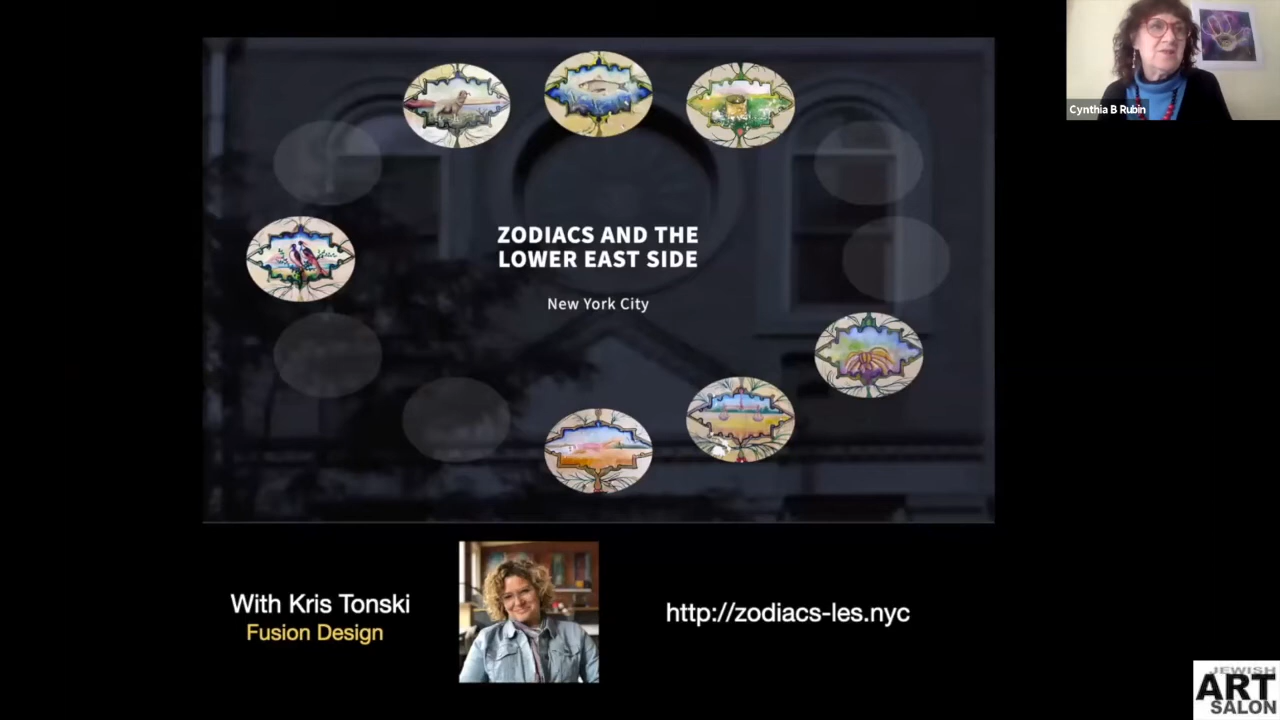 Cynthia B Rubin
ZODIACS AND THE
LOWER EAST SIDE
New York City
With Kris Tonski
Fusion Design
http://zodiacs-les.nyc
JEWISH
ART
SALON